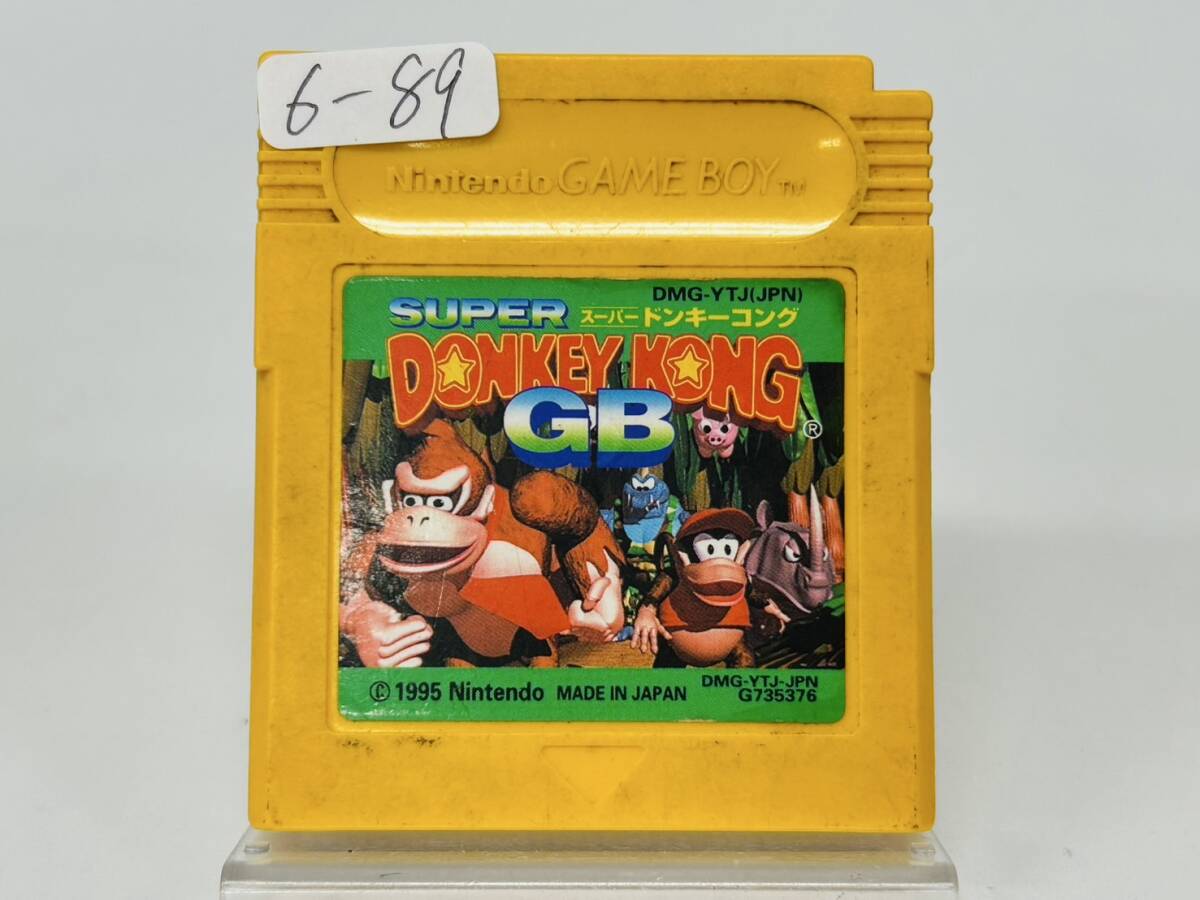 6-89
Nintendo GAME BOY TM
DMG-YTJ(JPN)
SUPER スーパー ドンキーコング
DONKEY KONG
GB ®
© 1995 Nintendo MADE IN JAPAN
DMG-YTJ-JPN
G735376